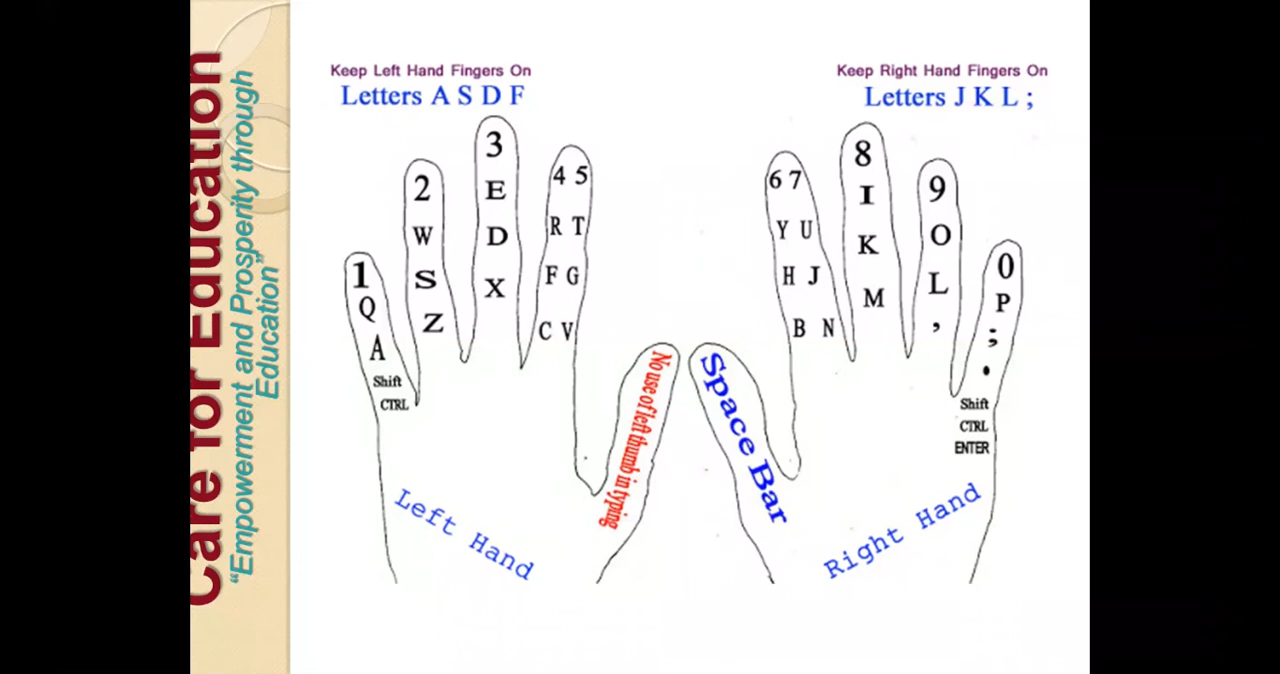 Care for Education
“Empowerment and Prosperity through
Education”
Keep Left Hand Fingers On
Letters A S D F
Keep Right Hand Fingers On
Letters J K L ;
1
Q
A
Shift
CTRL
2
W
S
Z
3
E
D
X
4 5
R T
F G
C V
No use of left thumb in typing
Left Hand
Space Bar
6 7
Y U
H J
B N
8
I
K
M
9
O
L
,
0
P
;
.
Shift
CTRL
ENTER
Right Hand